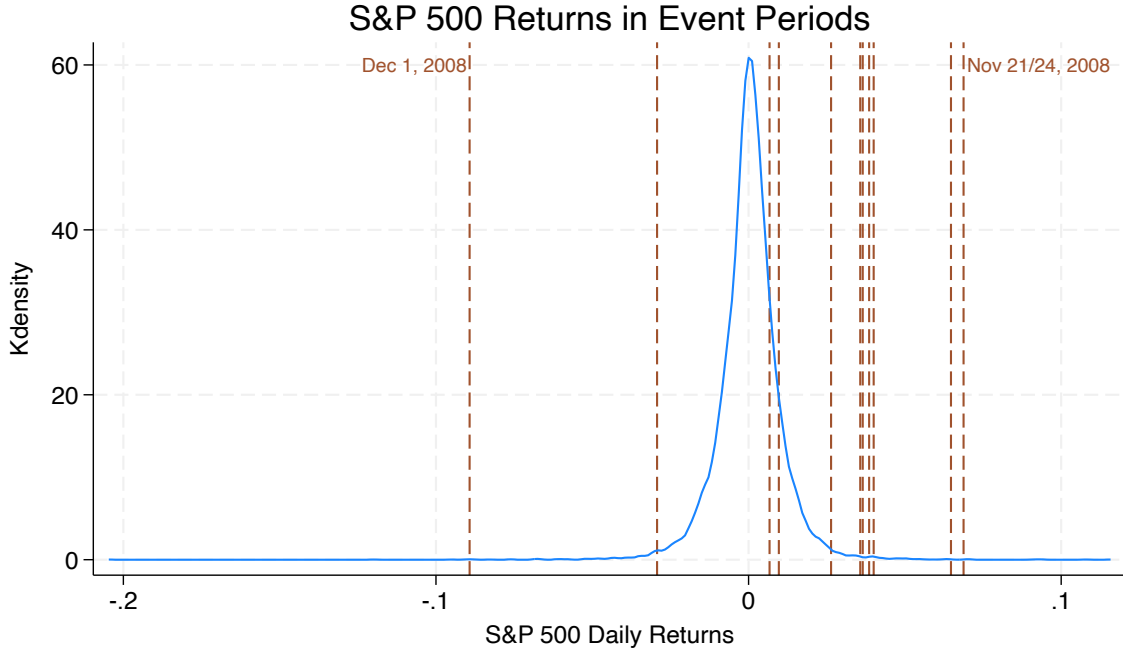 S&P 500 Returns in Event Periods
Dec 1, 2008
Nov 21/24, 2008
60
40
20
0
Kdensity
-.2
-.1
0
.1
S&P 500 Daily Returns